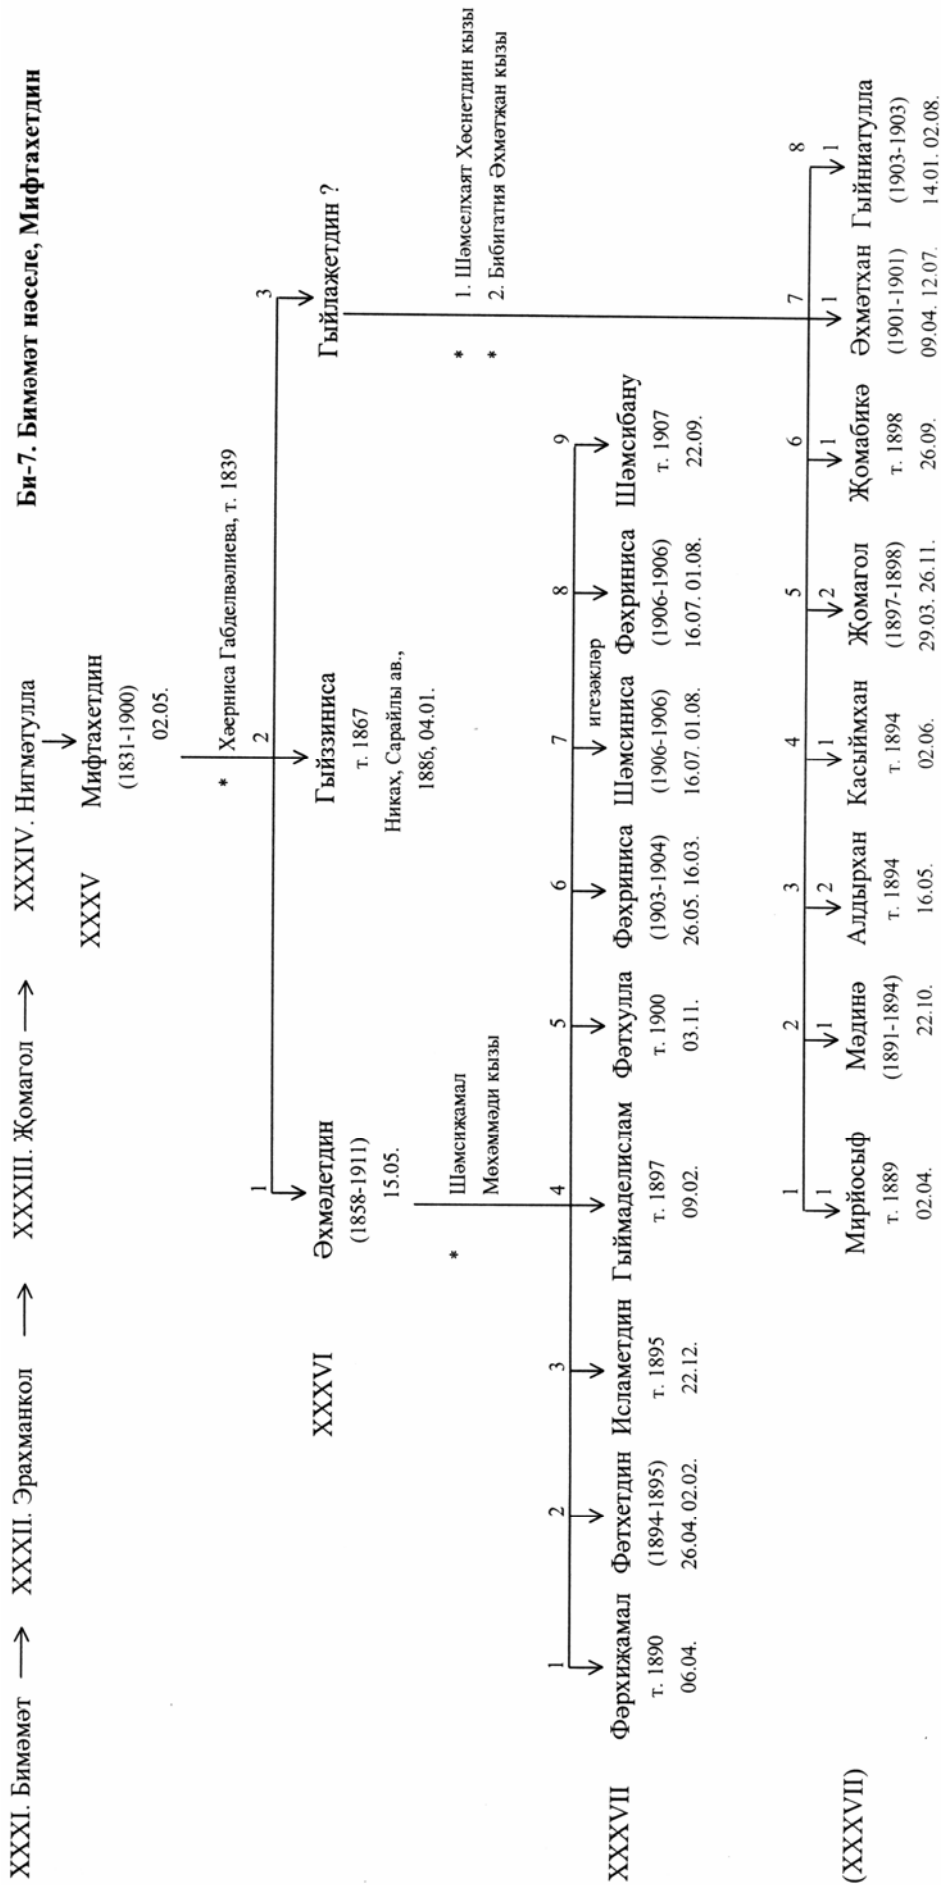 Би-7. Бимәмәт нәселе, Мифтахетдин
XXXI. Бимәмәт → XXXII. Эрахманкол → XXXIII. Җомагол → XXXIV. Нигмәтулла
XXXV Мифтахетдин
(1831-1900)
02.05.
* Хәерниса Габделвәлиева, т. 1839
1 2 3
XXXVI Әхмәдетдин Гыйззиниса Гыйлаҗетдин ?
(1858-1911) т. 1867
15.05. Никах, Сарайлы ав.,
1886, 04.01.
* Шәмсиҗамал
Мөхәммәди кызы
* 1. Шәмселхаят Хөснетдин кызы
* 2. Бибигатия Әхмәтҗан кызы
1 2 3 4 5 6 7 игезәкләр 8 9
XXXVII Фәрхиҗамал Фәтхетдин Исламетдин Гыймаделислам Фәтхулла Фәхриниса Шәмсиниса Фәхриниса Шәмсибану
т. 1890 (1894-1895) т. 1895 т. 1897 т. 1900 (1903-1904) (1906-1906) (1906-1906) т. 1907
06.04. 26.04. 02.02. 22.12. 09.02. 03.11. 26.05. 16.03. 16.07. 01.08. 16.07. 01.08. 22.09.
1 2 3 4 5 6 7 8
1 1 2 1 2 1 1 1
(XXXVII) Мирйосыф Мәдинә Алдырхан Касыймхан Җомагол Җомабикә Әхмәтхан Гыйниатулла
т. 1889 (1891-1894) т. 1894 т. 1894 (1897-1898) т. 1898 (1901-1901) (1903-1903)
02.04. 22.10. 16.05. 02.06. 29.03. 26.11. 26.09. 09.04. 12.07. 14.01. 02.08.